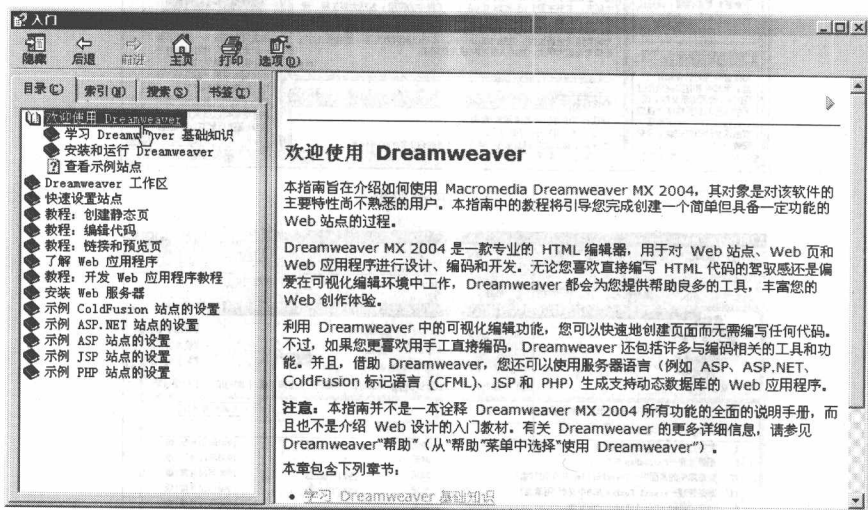 入门
隐藏 后退 前进 主页 打印 选项(O)
目录(C) 索引(N) 搜索(S) 书签(I)
欢迎使用 Dreamweaver
学习 Dreamweaver 基础知识
安装和运行 Dreamweaver
查看示例站点
Dreamweaver 工作区
快速设置站点
教程: 创建静态页
教程: 编辑代码
教程: 链接和预览页
了解 Web 应用程序
教程: 开发 Web 应用程序教程
安装 Web 服务器
示例 ColdFusion 站点的设置
示例 ASP.NET 站点的设置
示例 ASP 站点的设置
示例 JSP 站点的设置
示例 PHP 站点的设置
欢迎使用 Dreamweaver
本指南旨在介绍如何使用 Macromedia Dreamweaver MX 2004，其对象是对该软件的
主要特性尚不熟悉的用户。本指南中的教程将引导您完成创建一个简单但具备一定功能的
Web 站点的过程。
Dreamweaver MX 2004 是一款专业的 HTML 编辑器，用于对 Web 站点、Web 页和
Web 应用程序进行设计、编码和开发。无论您喜欢直接编写 HTML 代码的驾驭感还是偏
爱在可视化编辑环境中工作，Dreamweaver 都会为您提供帮助良多的工具，丰富您的
Web 创作体验。
利用 Dreamweaver 中的可视化编辑功能，您可以快速地创建页面而无需编写任何代码。
不过，如果您更喜欢用手工直接编码，Dreamweaver 还包括许多与编码相关的工具和功
能。并且，借助 Dreamweaver，您还可以使用服务器语言（例如 ASP、ASP.NET、
ColdFusion 标记语言 (CFML)、JSP 和 PHP）生成支持动态数据库的 Web 应用程序。
注意：本指南并不是一本诠释 Dreamweaver MX 2004 所有功能的全面的说明手册，而
且也不是介绍 Web 设计的入门教材。有关 Dreamweaver 的更多详细信息，请参见
Dreamweaver“帮助”（从“帮助”菜单中选择“使用 Dreamweaver”）。
本章包含下列章节：
• 学习 Dreamweaver 基础知识